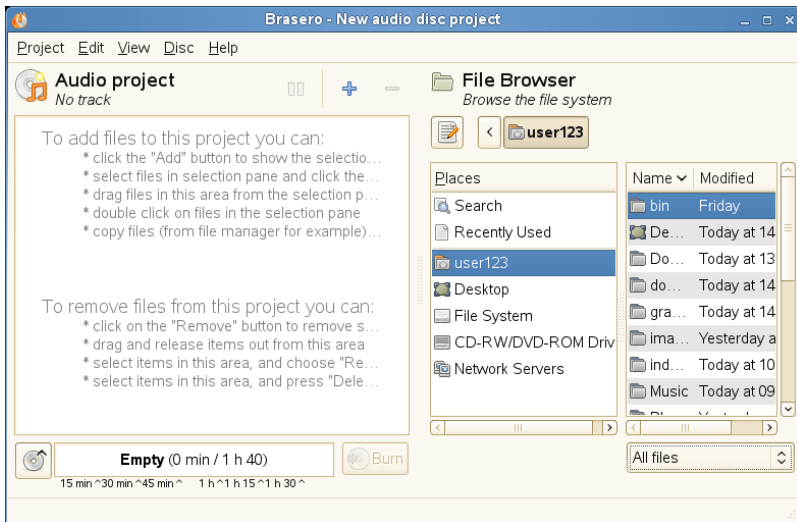 Brasero - New audio disc project
Project Edit View Disc Help
Audio project
No track
File Browser
Browse the file system
user123
To add files to this project you can:
* click the "Add" button to show the selectio...
* select files in selection pane and click the...
* drag files in this area from the selection p...
* double click on files in the selection pane
* copy files (from file manager for example)...
To remove files from this project you can:
* click on the "Remove" button to remove s...
* drag and release items out from this area
* select items in this area, and choose "Re...
* select items in this area, and press "Dele...
Places
Search
Recently Used
user123
Desktop
File System
CD-RW/DVD-ROM Driv
Network Servers
Name Modified
bin Friday
De... Today at 14
Do... Today at 13
do... Today at 14
gra... Today at 14
ima... Yesterday a
ind... Today at 10
Music Today at 09
Empty (0 min / 1 h 40)
Burn
15 min ^30 min ^45 min ^ 1 h ^1 h 15 ^1 h 30 ^
All files